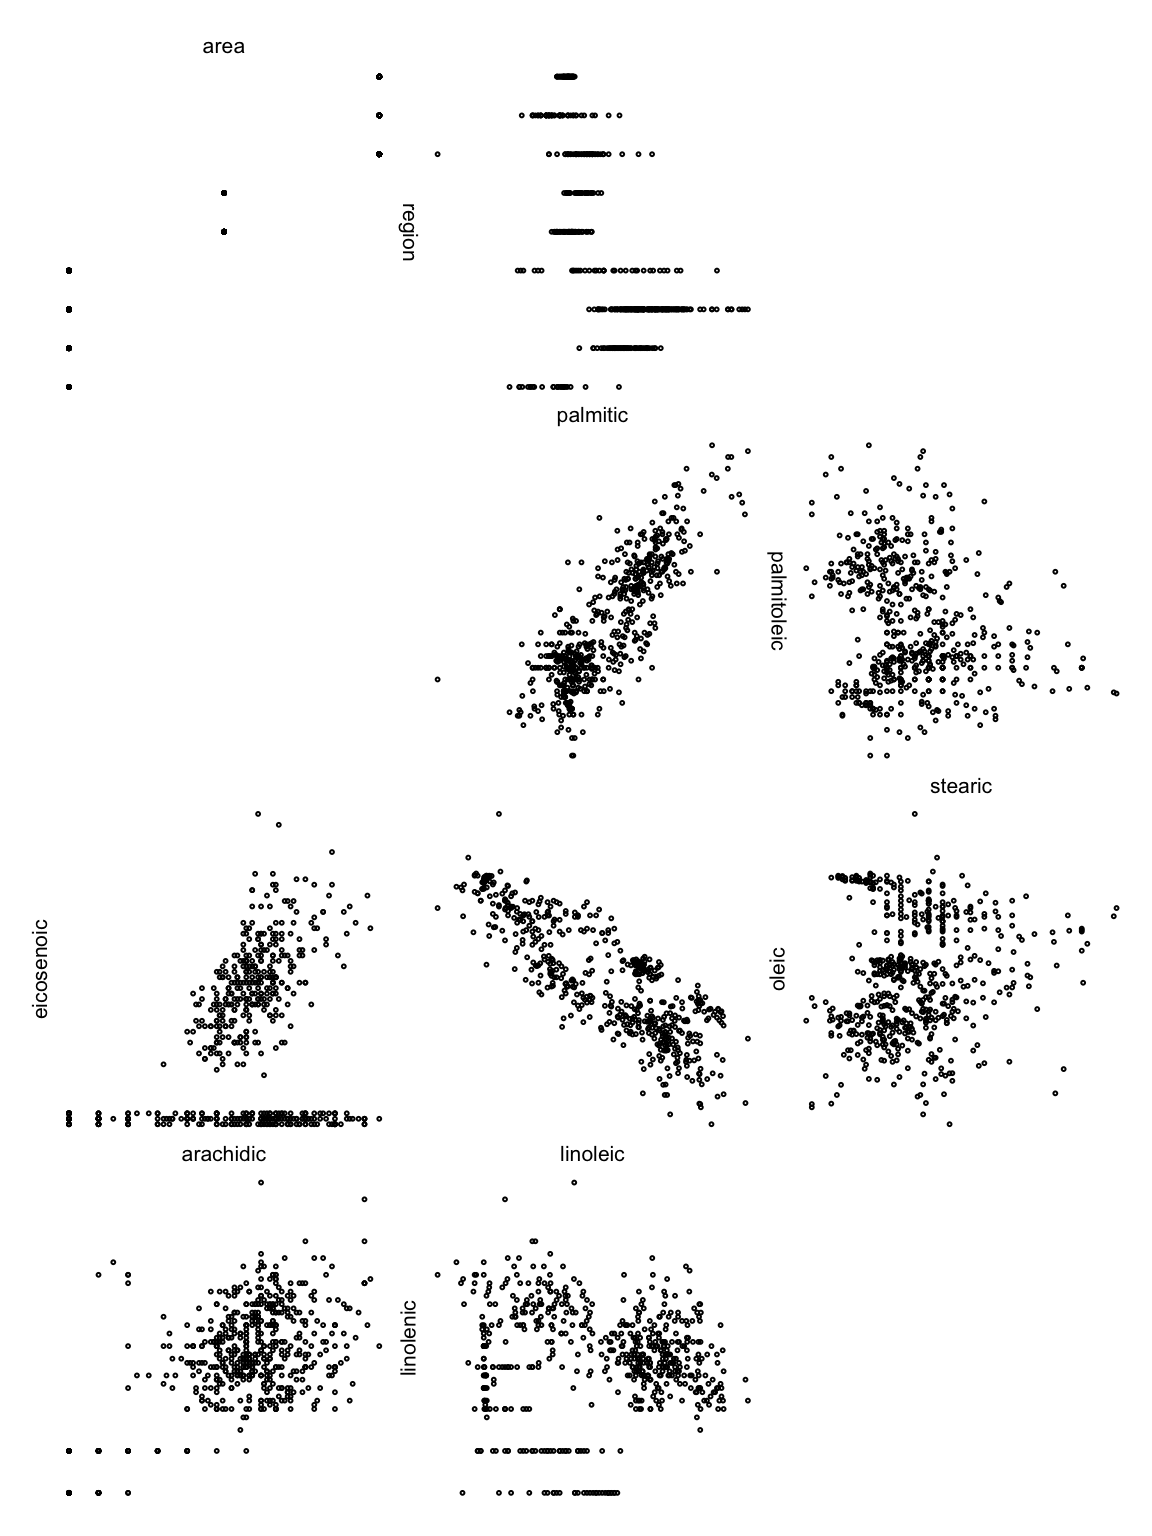 area
region
palmitic
palmitoleic
stearic
eicosenoic
oleic
arachidic
linoleic
linolenic